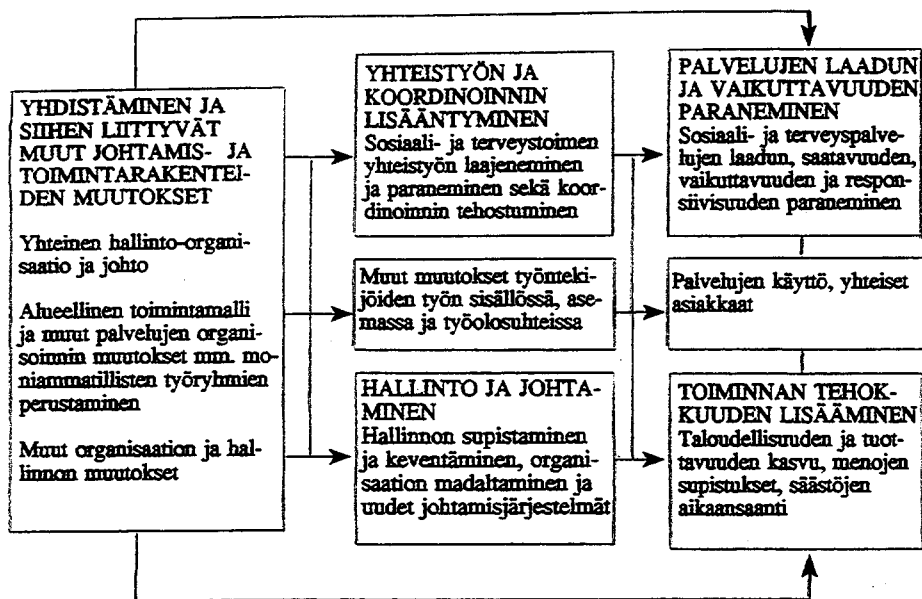 YHDISTÄMINEN JA
SIIHEN LIITTYVÄT
MUUT JOHTAMIS- JA
TOIMINTARAKENTEI-
DEN MUUTOKSET
Yhteinen hallinto-organi-
saatio ja johto
Alueellinen toimintamalli
ja muut palvelujen organi-
soinnin muutokset mm. mo-
niammatillisten työryhmien
perustaminen
Muut organisaation ja hal-
linnon muutokset
YHTEISTYÖN JA
KOORDINOINNIN
LISÄÄNTYMINEN
Sosiaali- ja terveystoimen
yhteistyön laajeneminen
ja paraneminen sekä koor-
dinoinnin tehostuminen
Muut muutokset työnteki-
jöiden työn sisällössä, ase-
massa ja työolosuhteissa
HALLINTO JA JOHTA-
MINEN
Hallinnon supistaminen
ja keventäminen, organi-
saation madaltaminen ja
uudet johtamisjärjestelmät
PALVELUJEN LAADUN
JA VAIKUTTAVUUDEN
PARANEMINEN
Sosiaali- ja terveyspalve-
lujen laadun, saatavuuden,
vaikuttavuuden ja respon-
siivisuuden paraneminen
Palvelujen käyttö, yhteiset
asiakkaat
TOIMINNAN TEHOK-
KUUDEN LISÄÄMINEN
Taloudellisuuden ja tuot-
tavuuden kasvu, menojen
supistukset, säästöjen
aikaansaanti